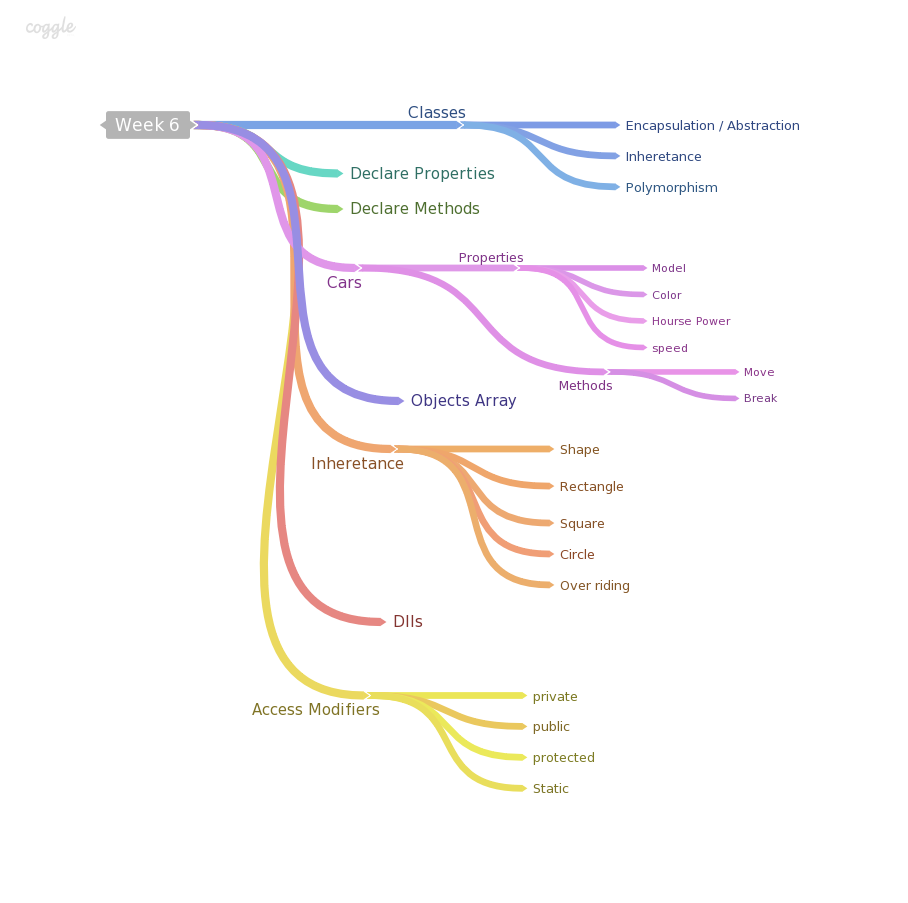 coggle
Week 6
Classes
Encapsulation / Abstraction
Inheretance
Polymorphism
Declare Properties
Declare Methods
Cars
Properties
Model
Color
Hourse Power
speed
Methods
Move
Break
Objects Array
Inheretance
Shape
Rectangle
Square
Circle
Over riding
Dlls
Access Modifiers
private
public
protected
Static